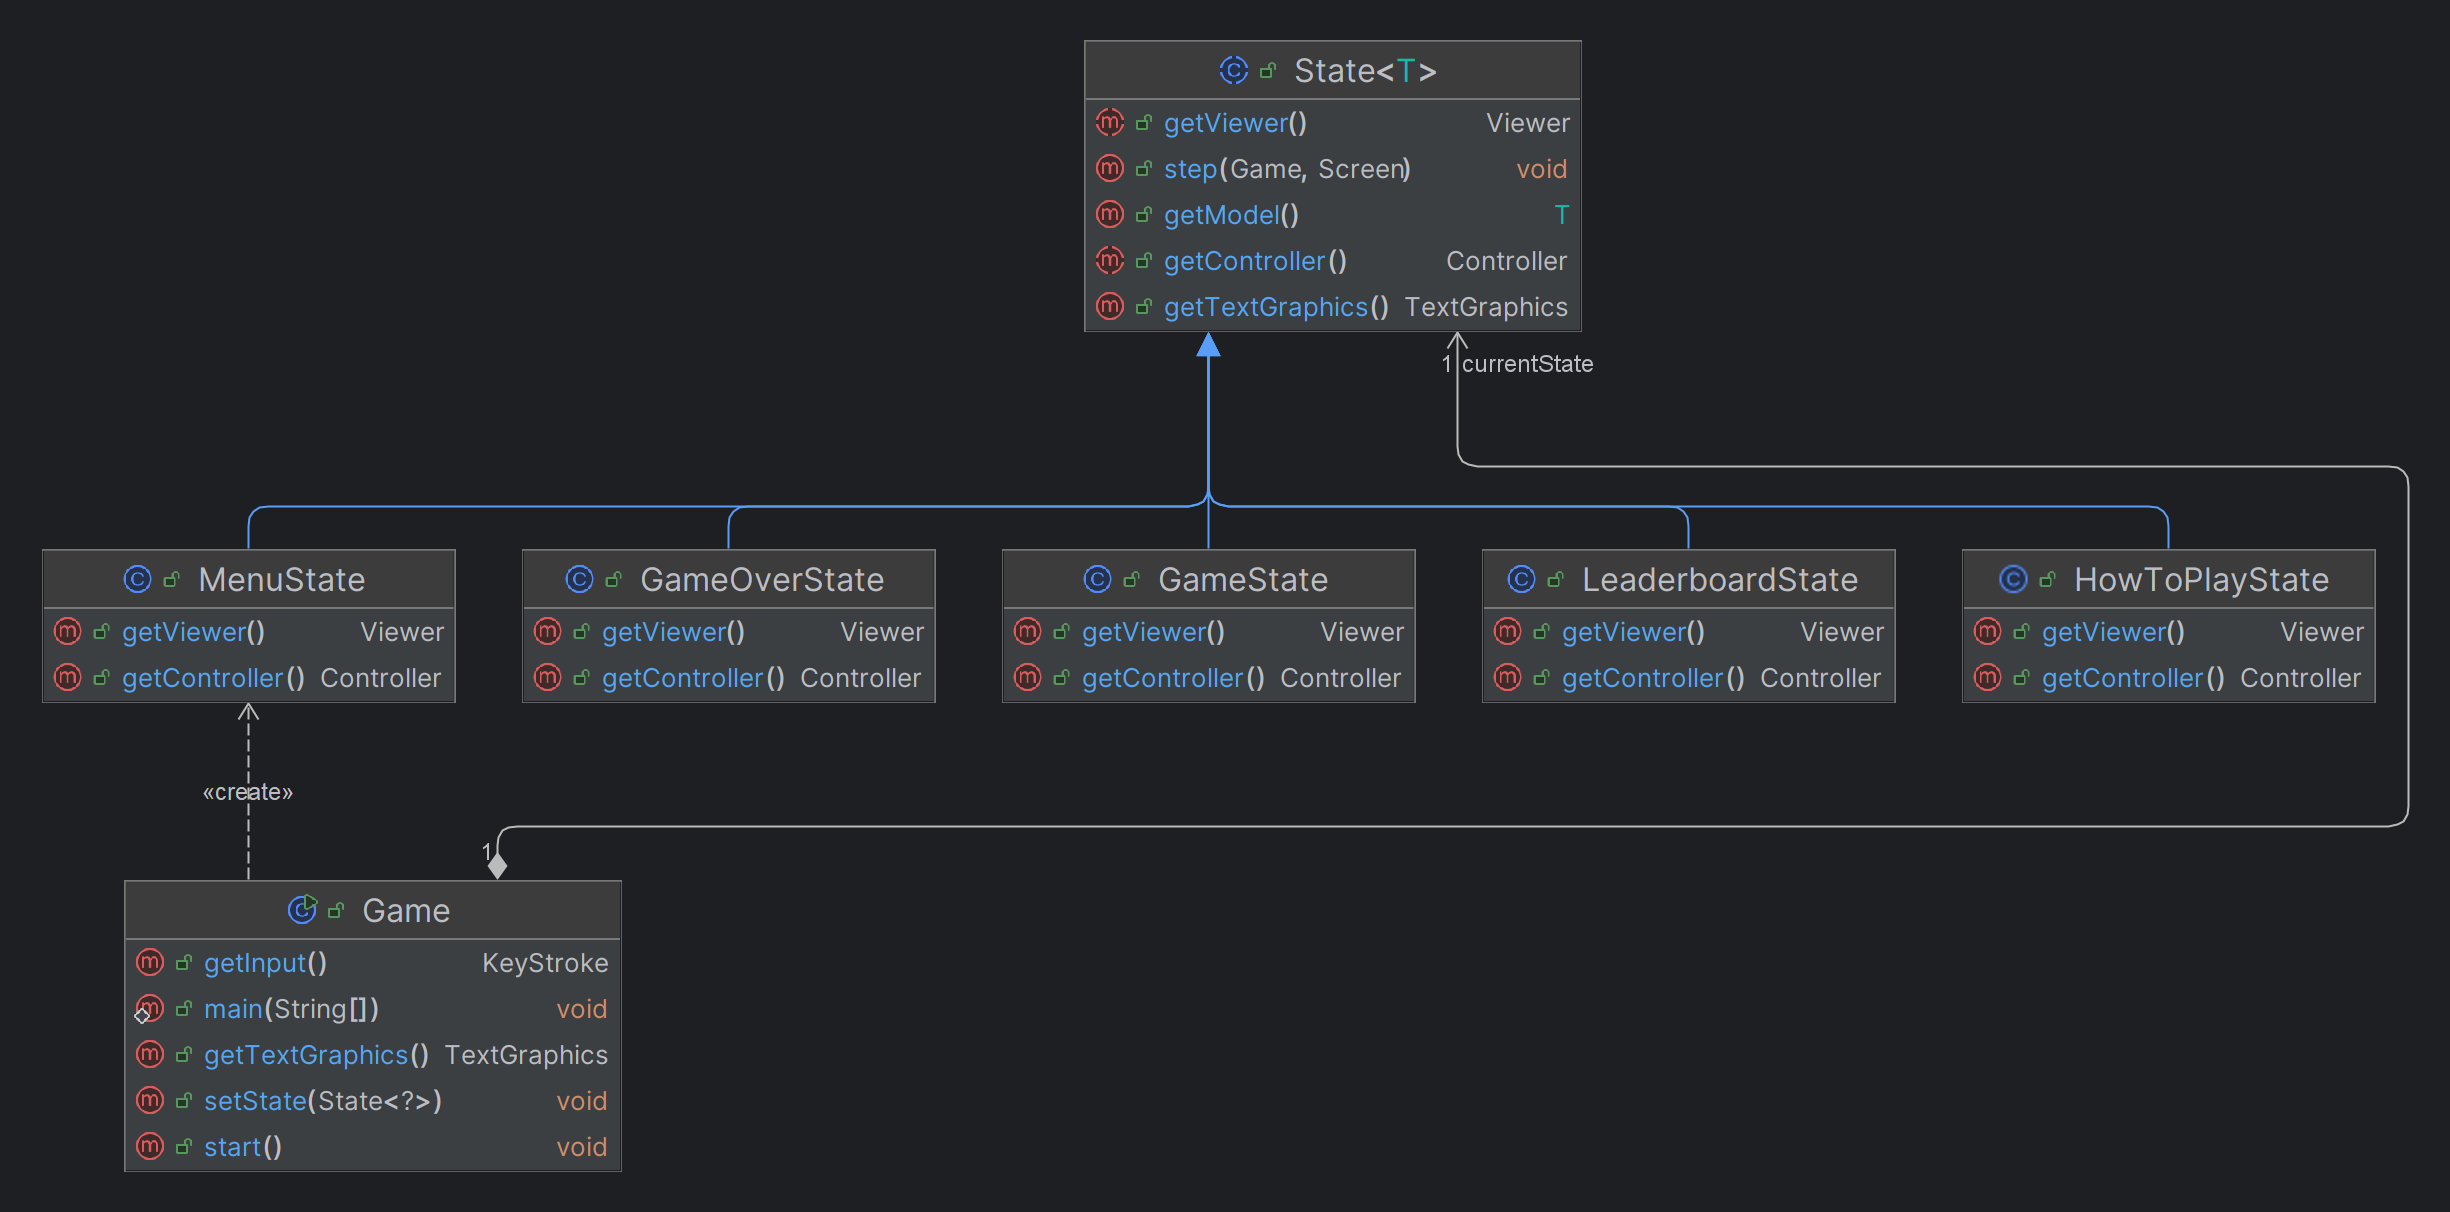 State<T>
getViewer() Viewer
step(Game, Screen) void
getModel() T
getController() Controller
getTextGraphics() TextGraphics
1 currentState
MenuState
getViewer() Viewer
getController() Controller
GameOverState
getViewer() Viewer
getController() Controller
GameState
getViewer() Viewer
getController() Controller
LeaderboardState
getViewer() Viewer
getController() Controller
HowToPlayState
getViewer() Viewer
getController() Controller
«create»
1
Game
getInput() KeyStroke
main(String[]) void
getTextGraphics() TextGraphics
setState(State<?>) void
start() void